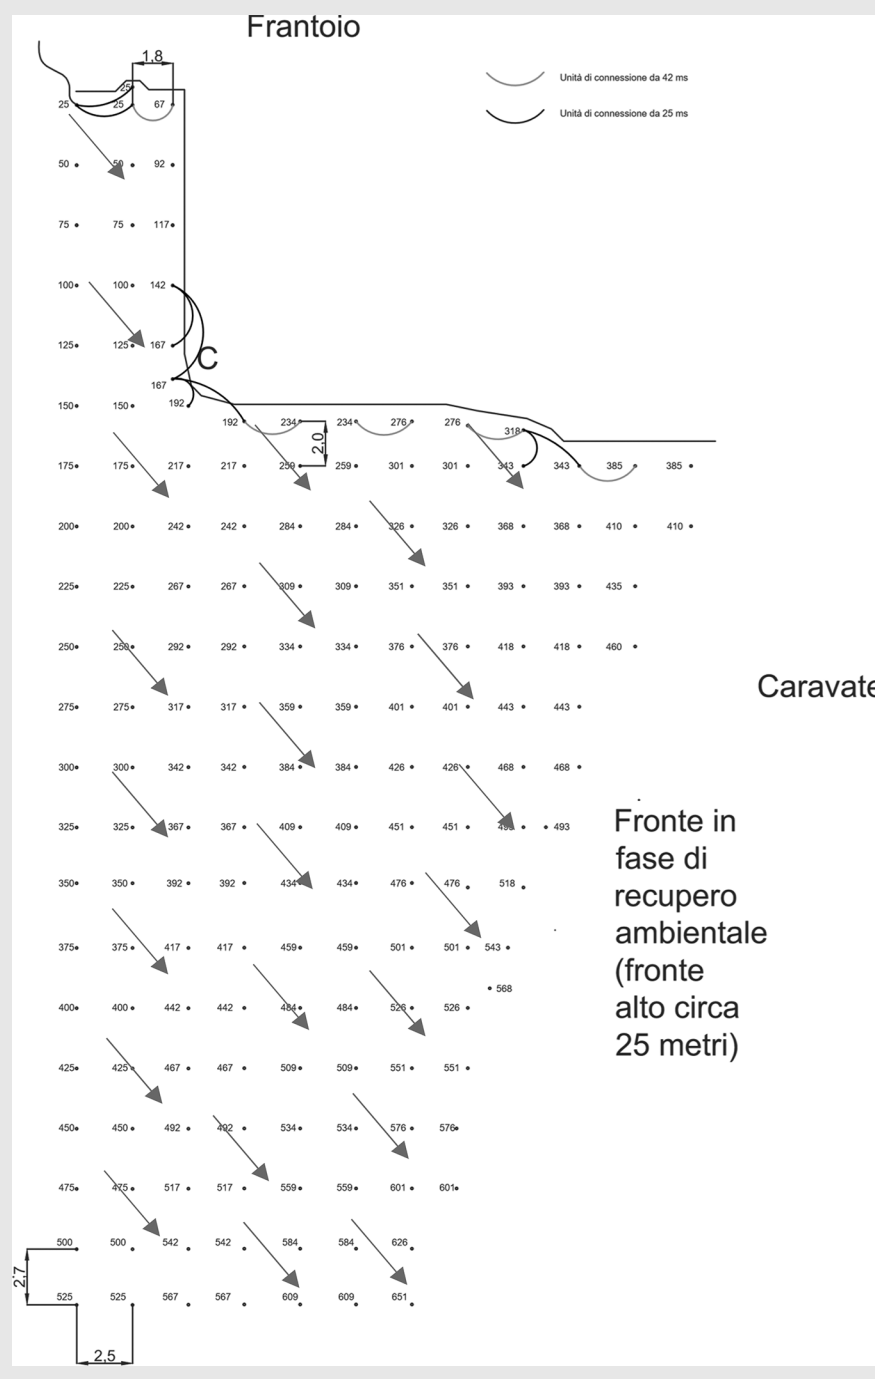 Frantoio
1,8
Unitá di connessione da 42 ms
25
25 25 67
Unitá di connessione da 25 ms
50 50 92
75 75 117
100 100 142
125 125 167
C
167
150 150 192
192 234 234 276 276 318
2,0
175 175 217 217 259 259 301 301 343 343 385 385
200 200 242 242 284 284 326 326 368 368 410 410
225 225 267 267 309 309 351 351 393 393 435
250 250 292 292 334 334 376 376 418 418 460
Caravate
275 275 317 317 359 359 401 401 443 443
300 300 342 342 384 384 426 426 468 468
325 325 367 367 409 409 451 451 493 493
Fronte in
fase di
recupero
ambientale
(fronte
alto circa
25 metri)
350 350 392 392 434 434 476 476 518
375 375 417 417 459 459 501 501 543
568
400 400 442 442 484 484 526 526
425 425 467 467 509 509 551 551
450 450 492 492 534 534 576 576
475 475 517 517 559 559 601 601
500 500 542 542 584 584 626
2,7
525 525 567 567 609 609 651
2,5